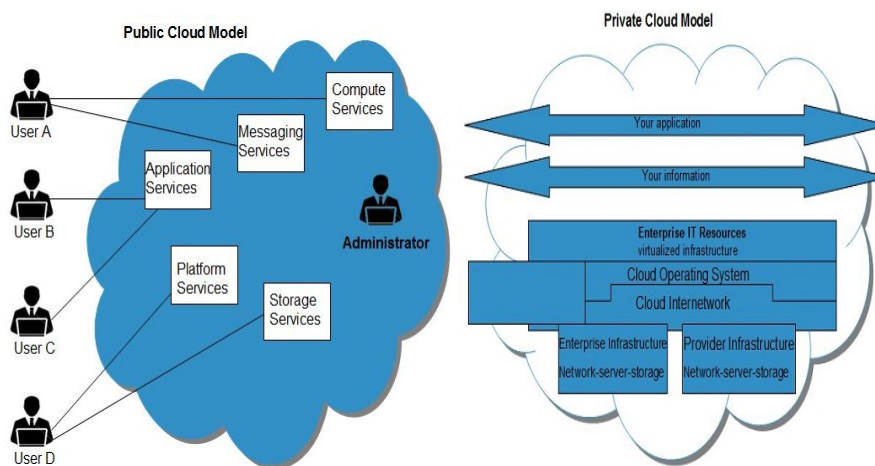 Public Cloud Model
User A
User B
User C
User D
Compute
Services
Messaging
Services
Application
Services
Administrator
Platform
Services
Storage
Services
Private Cloud Model
Your application
Your information
Enterprise IT Resources
virtualized infrastructure
Cloud Operating System
Cloud Internetwork
Enterprise Infrastructure
Network-server-storage
Provider Infrastructure
Network-server-storage